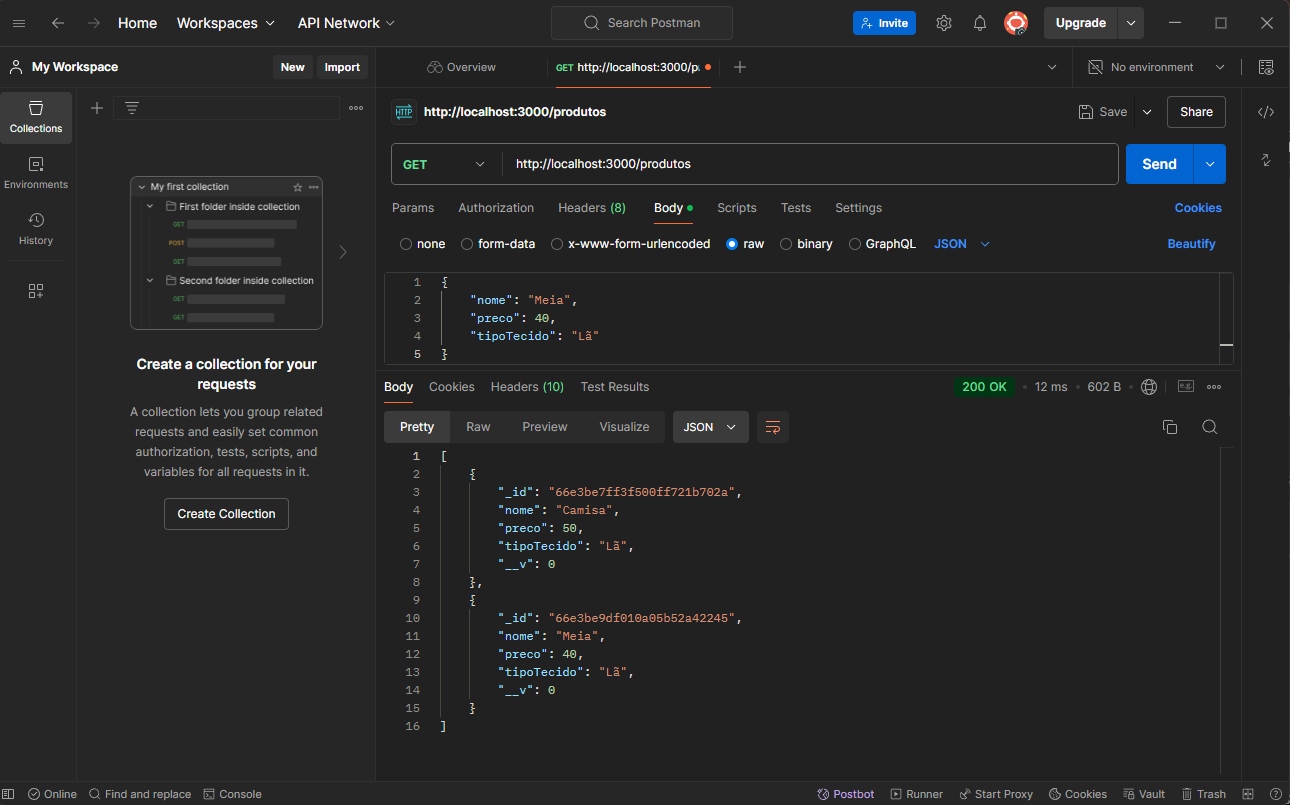 Home Workspaces API Network Search Postman Invite Upgrade
My Workspace New Import Overview GET http://localhost:3000/p No environment
Collections
Environments
History
My first collection
First folder inside collection
GET
POST
GET
Second folder inside collection
GET
GET
Create a collection for your
requests
A collection lets you group related
requests and easily set common
authorization, tests, scripts, and
variables for all requests in it.
Create Collection
HTTP http://localhost:3000/produtos Save Share
GET http://localhost:3000/produtos Send
Params Authorization Headers (8) Body Scripts Tests Settings Cookies
none form-data x-www-form-urlencoded raw binary GraphQL JSON Beautify
1 {
2 "nome": "Meia",
3 "preco": 40,
4 "tipoTecido": "Lã"
5 }
Body Cookies Headers (10) Test Results 200 OK • 12 ms • 602 B • e.g.
Pretty Raw Preview Visualize JSON
1 [
2 {
3 "_id": "66e3be7ff3f500ff721b702a",
4 "nome": "Camisa",
5 "preco": 50,
6 "tipoTecido": "Lã",
7 "__v": 0
8 },
9 {
10 "_id": "66e3be9df010a05b52a42245",
11 "nome": "Meia",
12 "preco": 40,
13 "tipoTecido": "Lã",
14 "__v": 0
15 }
16 ]
Online Find and replace Console Postbot Runner Start Proxy Cookies Vault Trash